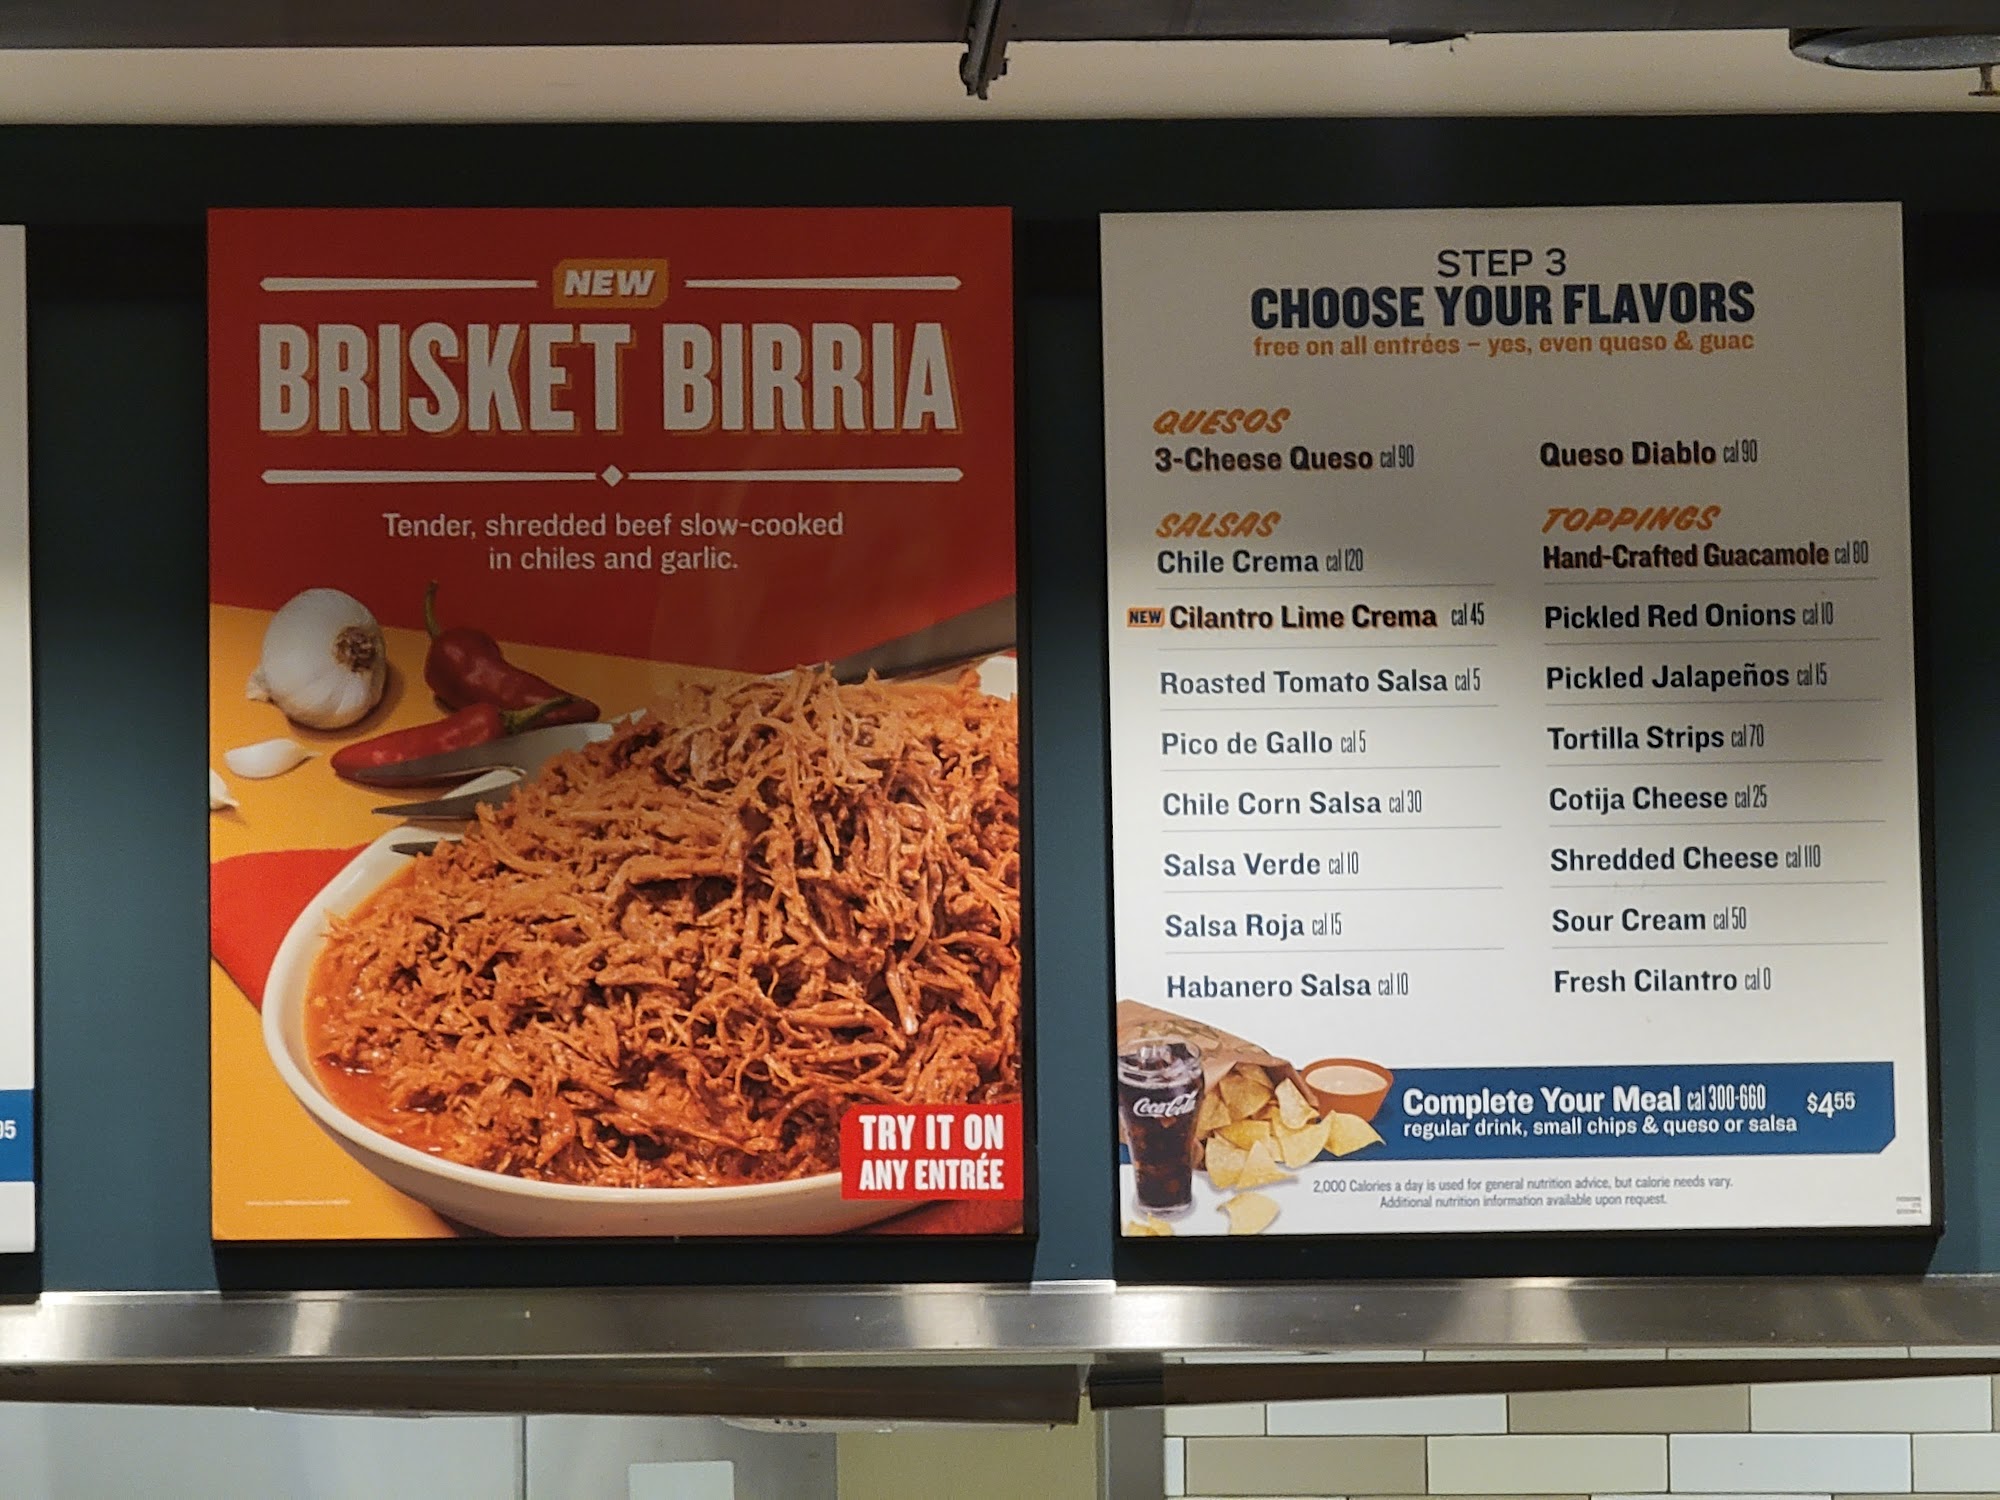 95
NEW
BRISKET BIRRIA
Tender, shredded beef slow-cooked
in chiles and garlic.
TRY IT ON
ANY ENTRÉE
STEP 3
CHOOSE YOUR FLAVORS
free on all entrées – yes, even queso & guac
QUESOS
3-Cheese Queso cal 90
Queso Diablo cal 90
SALSAS
Chile Crema cal 120
NEW Cilantro Lime Crema cal 45
Roasted Tomato Salsa cal 5
Pico de Gallo cal 5
Chile Corn Salsa cal 30
Salsa Verde cal 10
Salsa Roja cal 15
Habanero Salsa cal 10
TOPPINGS
Hand-Crafted Guacamole cal 80
Pickled Red Onions cal 10
Pickled Jalapeños cal 15
Tortilla Strips cal 70
Cotija Cheese cal 25
Shredded Cheese cal 110
Sour Cream cal 50
Fresh Cilantro cal 0
Coca-Cola
Complete Your Meal cal 300-660 $4.55
regular drink, small chips & queso or salsa
2,000 Calories a day is used for general nutrition advice, but calorie needs vary.
Additional nutrition information available upon request.